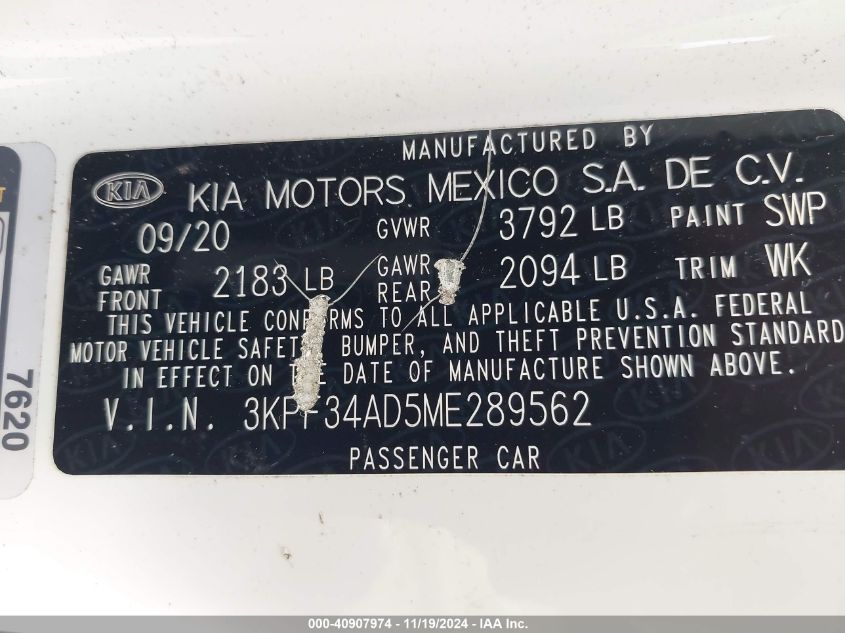 MANUFACTURED BY
KIA KIA MOTORS MEXICO S.A. DE C.V.
09/20 GVWR 3792 LB PAINT SWP
GAWR FRONT 2183 LB GAWR REAR 2094 LB TRIM WK
THIS VEHICLE CONFORMS TO ALL APPLICABLE U.S.A. FEDERAL
MOTOR VEHICLE SAFETY, BUMPER, AND THEFT PREVENTION STANDARD
IN EFFECT ON THE DATE OF MANUFACTURE SHOWN ABOVE.
V.I.N. 3KPF34AD5ME289562
PASSENGER CAR
7620
000-40907974 - 11/19/2024 - IAA Inc.